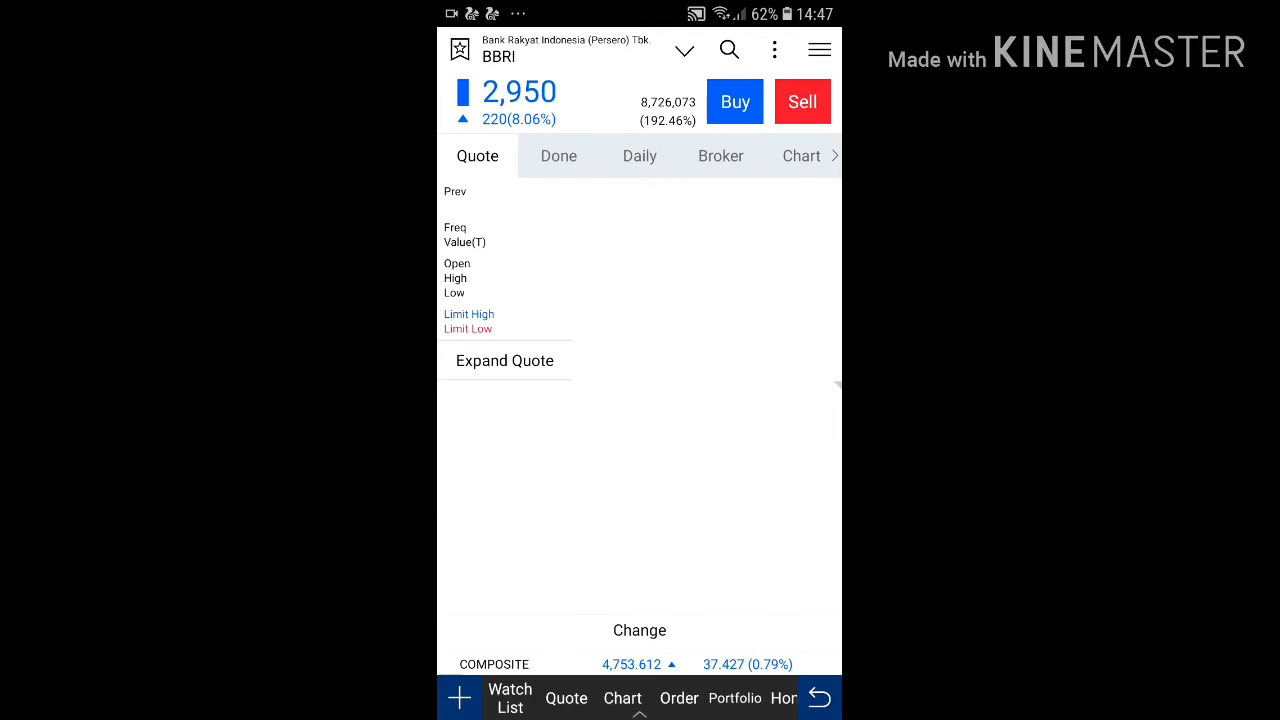 62% 14:47
Made with KINEMASTER
Bank Rakyat Indonesia (Persero) Tbk.
BBRI
2,950
220(8.06%)
8,726,073
(192.46%)
Buy
Sell
Quote Done Daily Broker Chart
Prev
Freq
Value(T)
Open
High
Low
Limit High
Limit Low
Expand Quote
Change
COMPOSITE 4,753.612 37.427 (0.79%)
Watch
List
Quote Chart Order Portfolio Hor